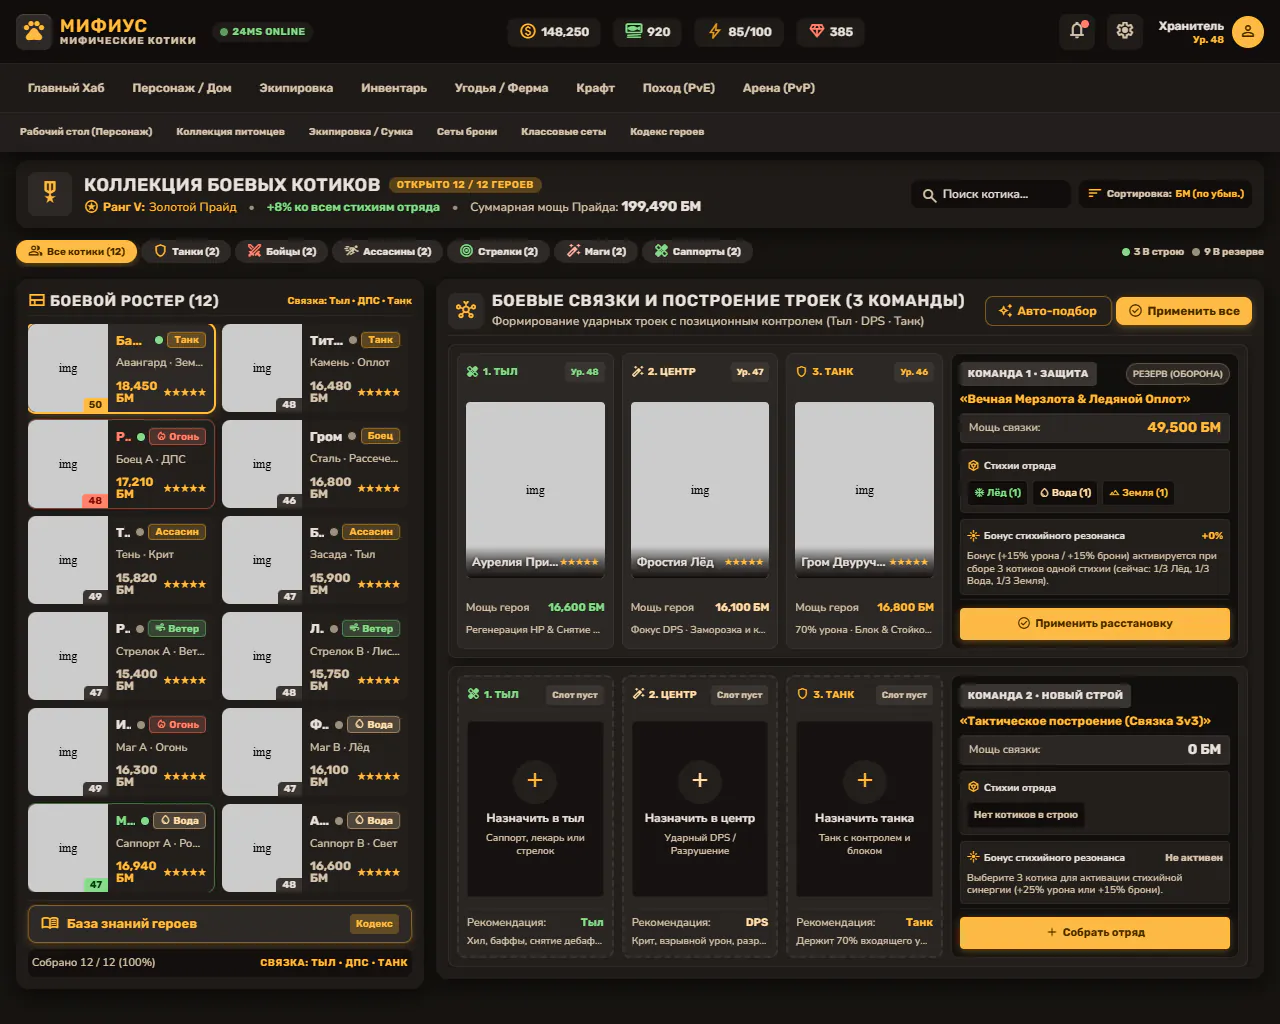 МИФИУС
МИФИЧЕСКИЕ КОТИКИ
24MS ONLINE
148,250
920
85/100
385
Хранитель
Ур. 48
Главный Хаб
Персонаж / Дом
Экипировка
Инвентарь
Угодья / Ферма
Крафт
Поход (PvE)
Арена (PvP)
Рабочий стол (Персонаж)
Коллекция питомцев
Экипировка / Сумка
Сеты брони
Классовые сеты
Кодекс героев
КОЛЛЕКЦИЯ БОЕВЫХ КОТИКОВ
ОТКРЫТО 12 / 12 ГЕРОЕВ
Ранг V: Золотой Прайд • +8% ко всем стихиям отряда • Суммарная мощь Прайда: 199,490 БМ
Поиск котика...
Сортировка: БМ (по убыв.)
Все котики (12)
Танки (2)
Бойцы (2)
Ассасины (2)
Стрелки (2)
Маги (2)
Саппорты (2)
3 В строю
9 В резерве
БОЕВОЙ РОСТЕР (12)
Связка: Тыл • ДПС • Танк
img
50
Ба...
Танк
Авангард · Зем...
18,450 БМ
★★★★★
img
48
Тит...
Танк
Камень · Оплот
16,480 БМ
★★★★★
img
48
Р..
Огонь
Боец А · ДПС
17,210 БМ
★★★★★
img
46
Гром
Боец
Сталь · Рассече...
16,800 БМ
★★★★★
img
49
Т..
Ассасин
Тень · Крит
15,820 БМ
★★★★★
img
47
Б..
Ассасин
Засада · Тыл
15,900 БМ
★★★★★
img
47
Р..
Ветер
Стрелок А · Вет...
15,400 БМ
★★★★★
img
48
Л..
Ветер
Стрелок В · Лис...
15,750 БМ
★★★★★
img
49
И..
Огонь
Маг А · Огонь
16,300 БМ
★★★★★
img
47
Ф..
Вода
Маг В · Лёд
16,100 БМ
★★★★★
img
47
М...
Вода
Саппорт А · Ро...
16,940 БМ
★★★★★
img
48
А...
Вода
Саппорт В · Свет
16,600 БМ
★★★★★
База знаний героев
Кодекс
Собрано 12 / 12 (100%)
СВЯЗКА: ТЫЛ • ДПС • ТАНК
БОЕВЫЕ СВЯЗКИ И ПОСТРОЕНИЕ ТРОЕК (3 КОМАНДЫ)
Формирование ударных троек с позиционным контролем (Тыл · DPS · Танк)
Авто-подбор
Применить все
1. ТЫЛ
Ур. 48
img
Аурелия При...
★★★★★
Мощь героя
16,600 БМ
Регенерация HP & Снятие ...
2. ЦЕНТР
Ур. 47
img
Фростия Лёд
★★★★★
Мощь героя
16,100 БМ
Фокус DPS · Заморозка и к...
3. ТАНК
Ур. 46
img
Гром Двуруч...
★★★★★
Мощь героя
16,800 БМ
70% урона · Блок & Стойко...
КОМАНДА 1 • ЗАЩИТА
РЕЗЕРВ (ОБОРОНА)
«Вечная Мерзлота & Ледяной Оплот»
Мощь связки:
49,500 БМ
Стихии отряда
Лёд (1)
Вода (1)
Земля (1)
Бонус стихийного резонанса
+0%
Бонус (+15% урона / +15% брони) активируется при
сборе 3 котиков одной стихии (сейчас: 1/3 Лёд, 1/3
Вода, 1/3 Земля).
Применить расстановку
1. ТЫЛ
Слот пуст
+
Назначить в тыл
Саппорт, лекарь или
стрелок
Рекомендация:
Тыл
Хил, баффы, снятие дебаф...
2. ЦЕНТР
Слот пуст
+
Назначить в центр
Ударный DPS /
Разрушение
Рекомендация:
DPS
Крит, взрывной урон, разр...
3. ТАНК
Слот пуст
+
Назначить танка
Танк с контролем и
блоком
Рекомендация:
Танк
Держит 70% входящего у...
КОМАНДА 2 • НОВЫЙ СТРОЙ
«Тактическое построение (Связка 3v3)»
Мощь связки:
0 БМ
Стихии отряда
Нет котиков в строю
Бонус стихийного резонанса
Не активен
Выберите 3 котика для активации стихийной
синергии (+25% урона или +15% брони).
+ Собрать отряд